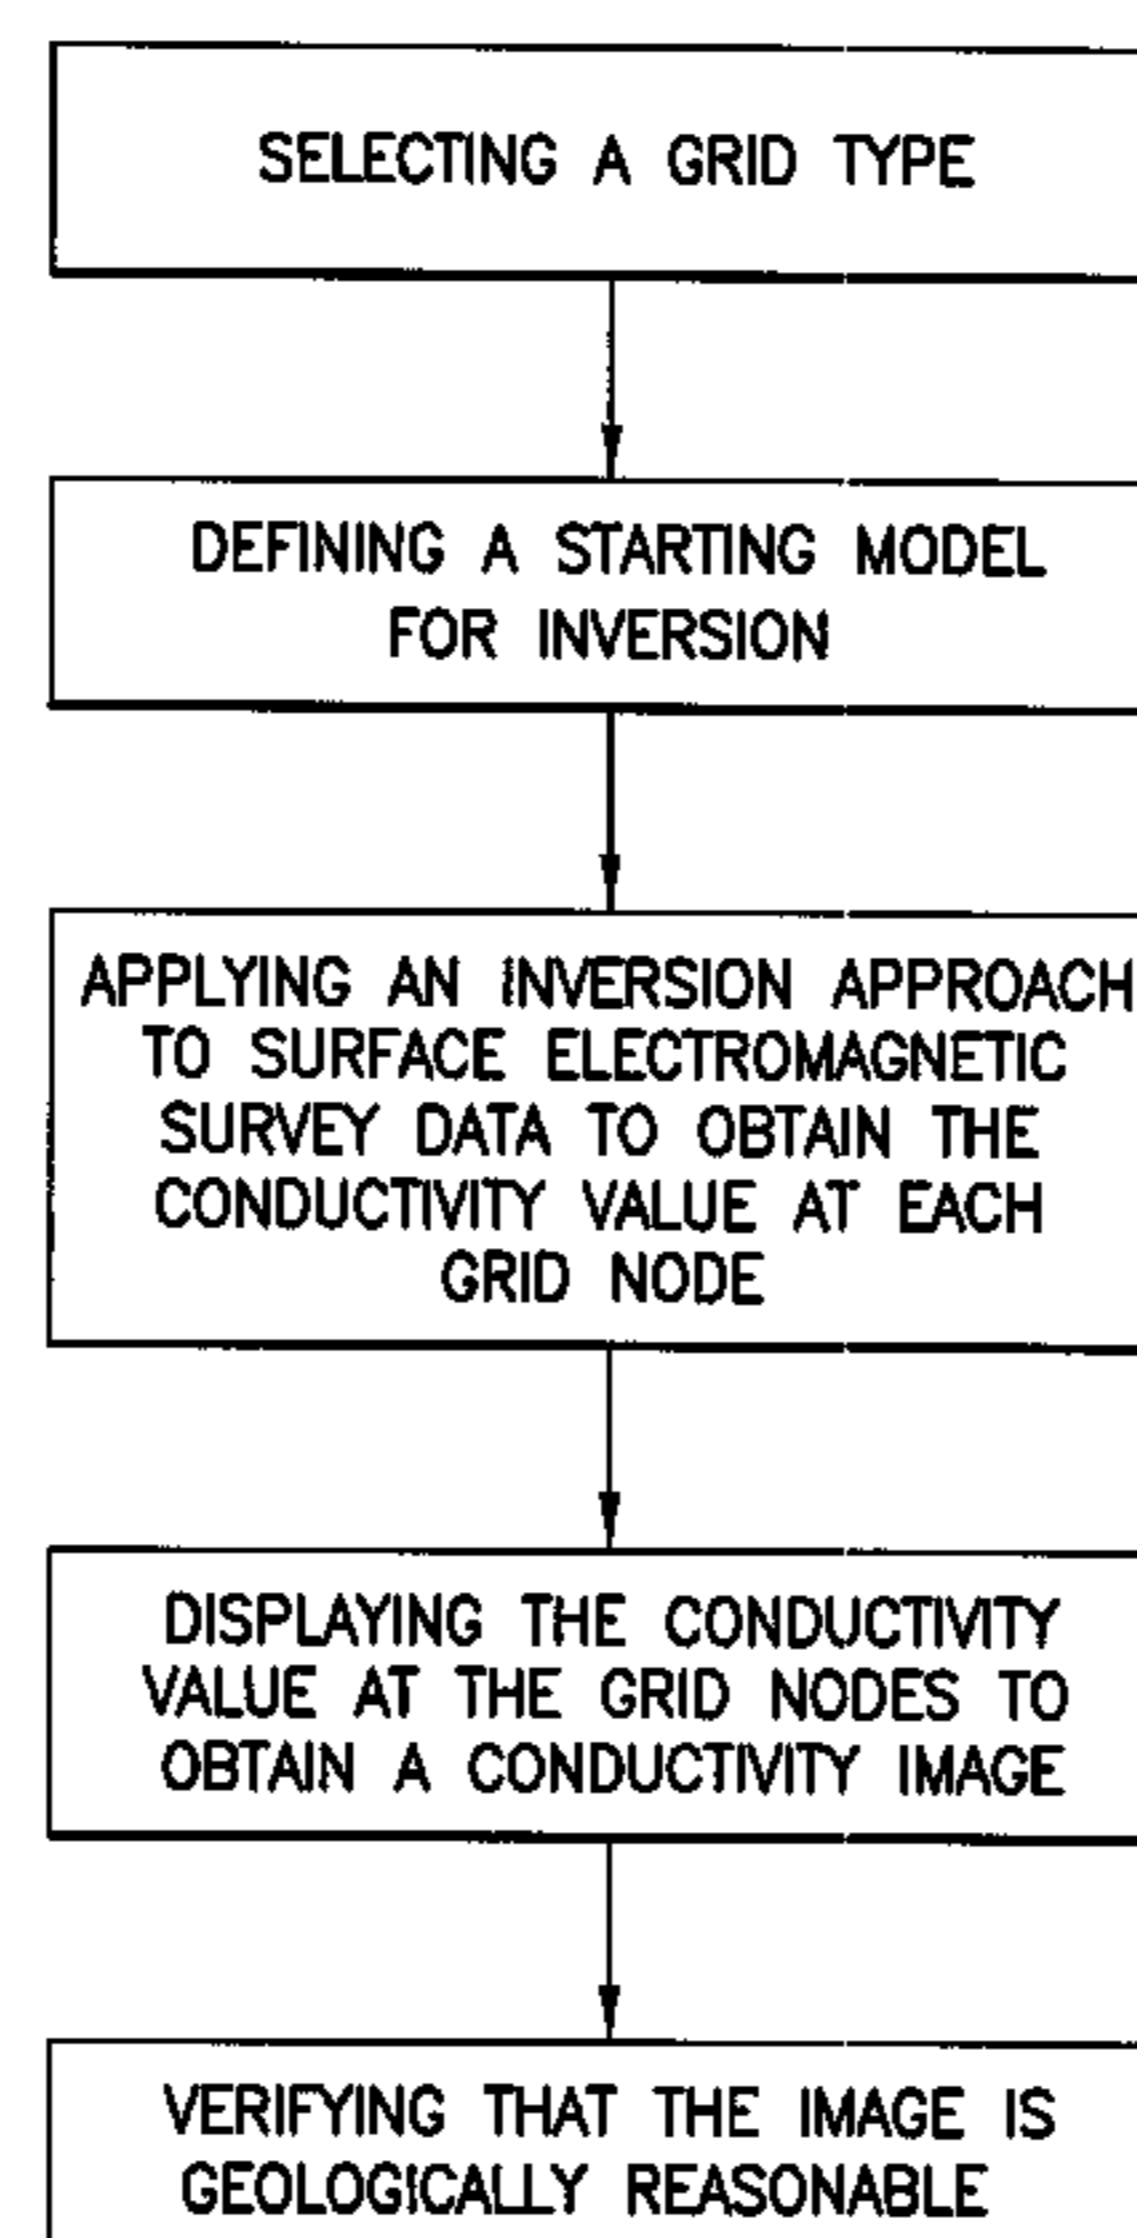 SELECTING A GRID TYPE
DEFINING A STARTING MODEL
FOR INVERSION
APPLYING AN INVERSION APPROACH
TO SURFACE ELECTROMAGNETIC
SURVEY DATA TO OBTAIN THE
CONDUCTIVITY VALUE AT EACH
GRID NODE
DISPLAYING THE CONDUCTIVITY
VALUE AT THE GRID NODES TO
OBTAIN A CONDUCTIVITY IMAGE
VERIFYING THAT THE IMAGE IS
GEOLOGICALLY REASONABLE